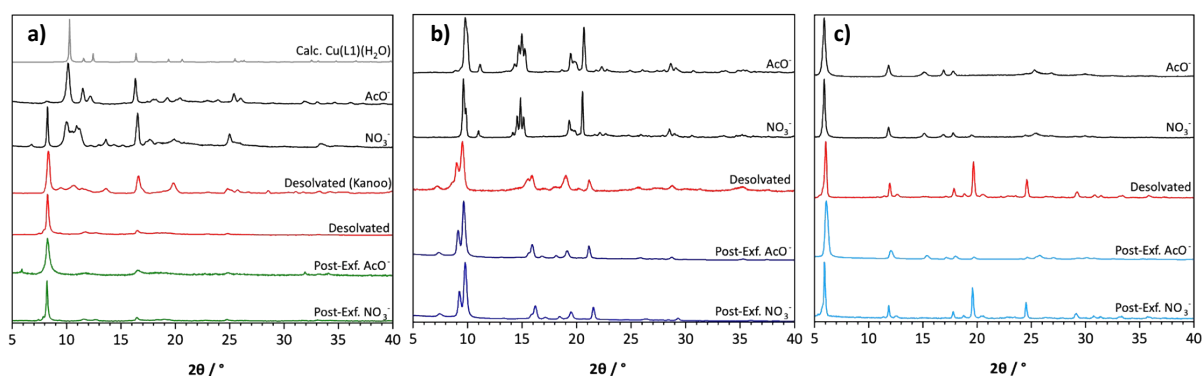 a)
Calc. Cu(L1)(H₂O)
AcO⁻
NO₃⁻
Desolvated (Kanoo)
Desolvated
Post-Exf. AcO⁻
Post-Exf. NO₃⁻
5 10 15 20 25 30 35 40
2θ / °
b)
AcO⁻
NO₃⁻
Desolvated
Post-Exf. AcO⁻
Post-Exf. NO₃⁻
5 10 15 20 25 30 35 40
2θ / °
c)
AcO⁻
NO₃⁻
Desolvated
Post-Exf. AcO⁻
Post-Exf. NO₃⁻
5 10 15 20 25 30 35 40
2θ / °